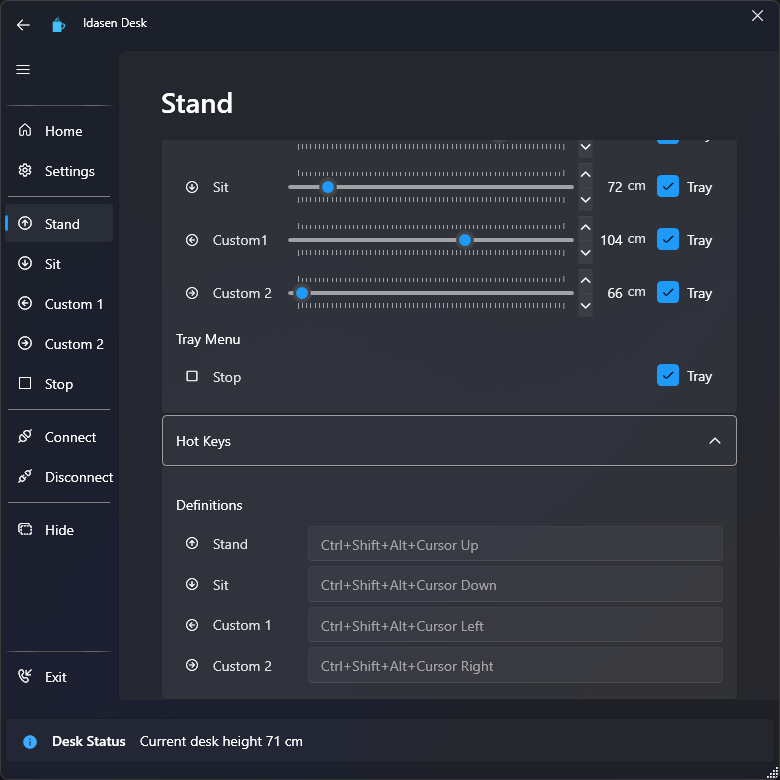 Idasen Desk
Home
Settings
Stand
Sit
Custom 1
Custom 2
Stop
Connect
Disconnect
Hide
Exit
Stand
Sit 72 cm Tray
Custom1 104 cm Tray
Custom 2 66 cm Tray
Tray Menu
Stop Tray
Hot Keys
Definitions
Stand Ctrl+Shift+Alt+Cursor Up
Sit Ctrl+Shift+Alt+Cursor Down
Custom 1 Ctrl+Shift+Alt+Cursor Left
Custom 2 Ctrl+Shift+Alt+Cursor Right
Desk Status Current desk height 71 cm